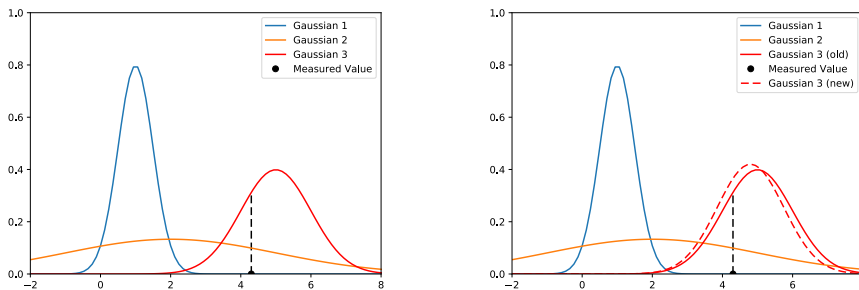 1.0
0.8
0.6
0.4
0.2
0.0
−2
0
2
4
6
8
Gaussian 1
Gaussian 2
Gaussian 3
Measured Value
1.0
0.8
0.6
0.4
0.2
0.0
−2
0
2
4
6
Gaussian 1
Gaussian 2
Gaussian 3 (old)
Measured Value
Gaussian 3 (new)